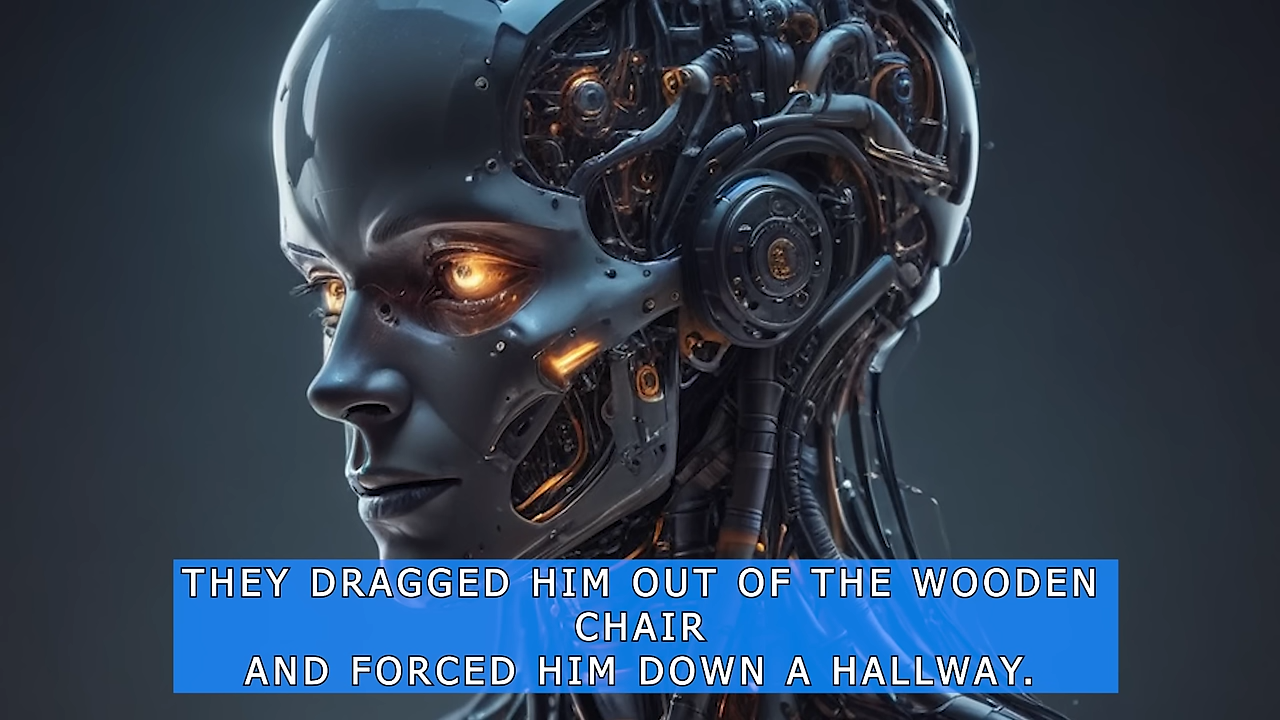 THEY DRAGGED HIM OUT OF THE WOODEN
CHAIR
AND FORCED HIM DOWN A HALLWAY.